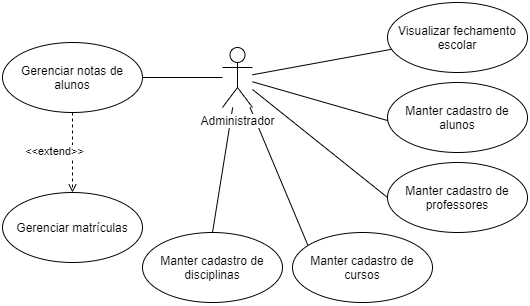 Visualizar fechamento
escolar
Gerenciar notas de
alunos
Administrador
Manter cadastro de
alunos
<<extend>>
Manter cadastro de
professores
Gerenciar matrículas
Manter cadastro de
disciplinas
Manter cadastro de
cursos